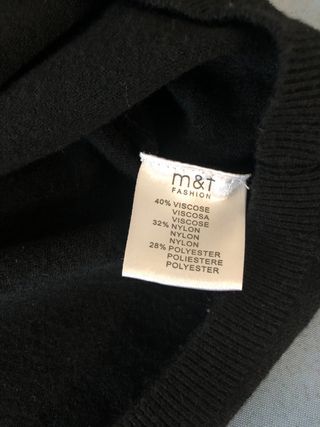 m&t
FASHION
40% VISCOSE
VISCOSA
VISCOSE
32% NYLON
NYLON
NYLON
28% POLYESTER
POLIESTERE
POLYESTER